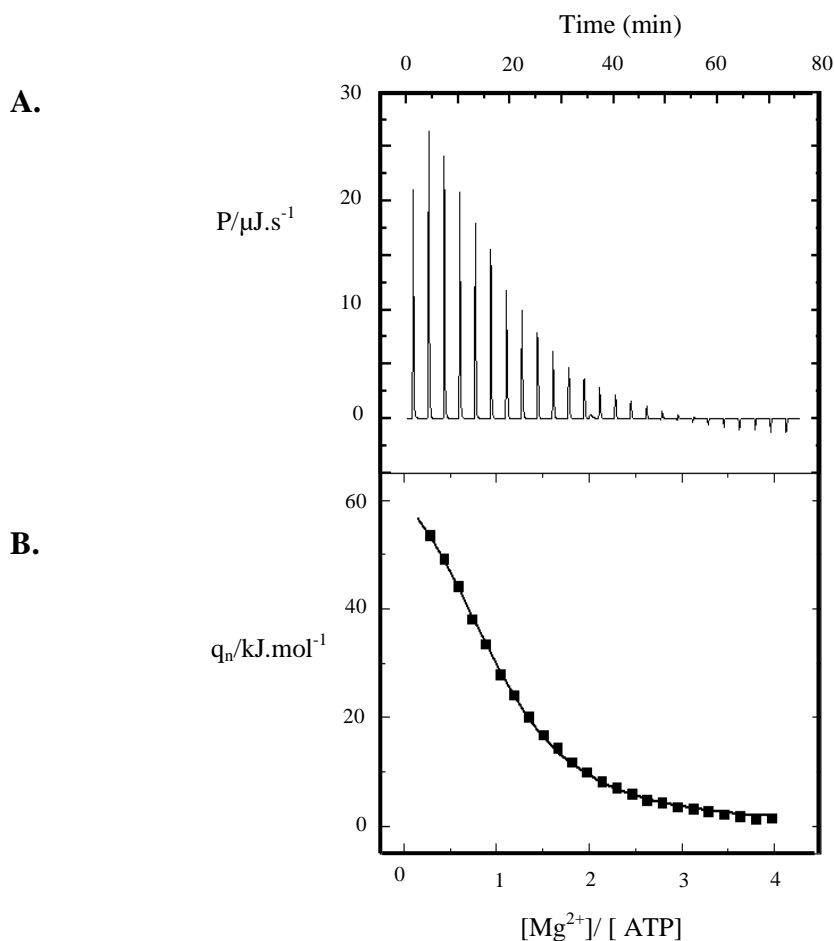 Time (min)
0 20 40 60 80
A.
30
20
P/μJ.s⁻¹
10
0
60
B.
40
qₙ/kJ.mol⁻¹
20
0
0 1 2 3 4
[Mg²⁺]/ [ ATP]